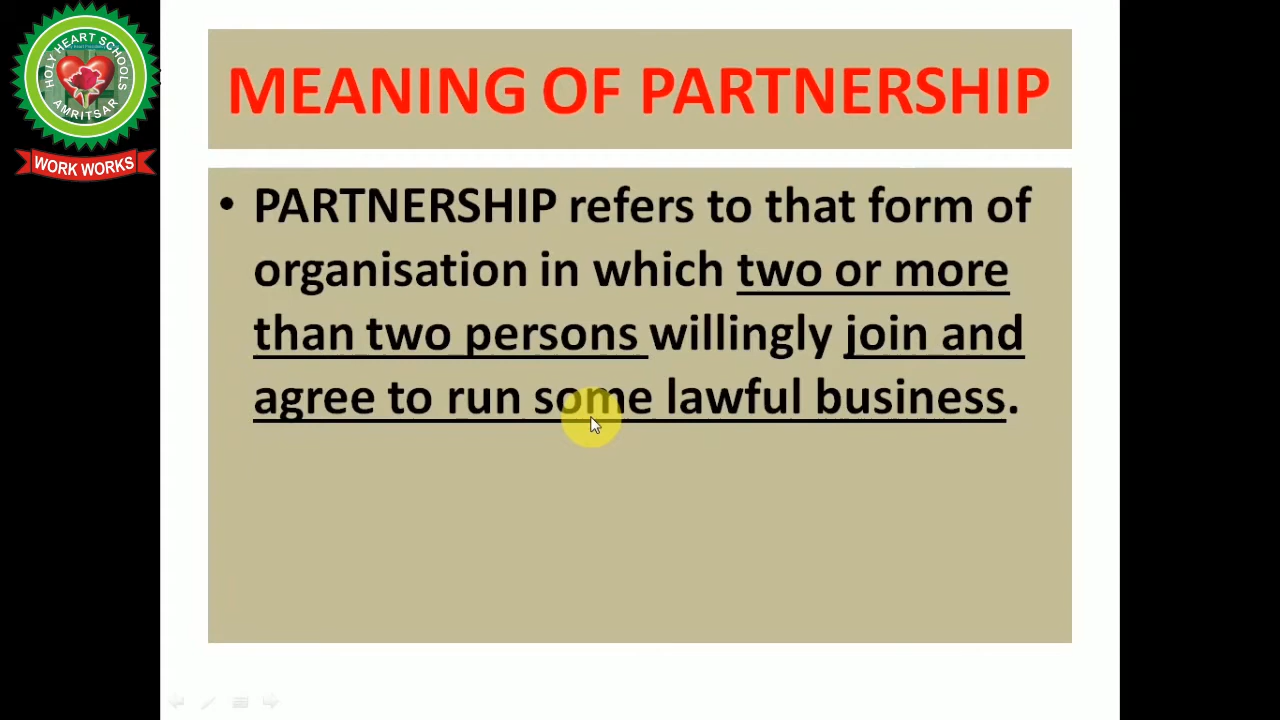 HOLY HEART SCHOOLS
AMRITSAR
WORK WORKS
MEANING OF PARTNERSHIP
• PARTNERSHIP refers to that form of
organisation in which two or more
than two persons willingly join and
agree to run some lawful business.